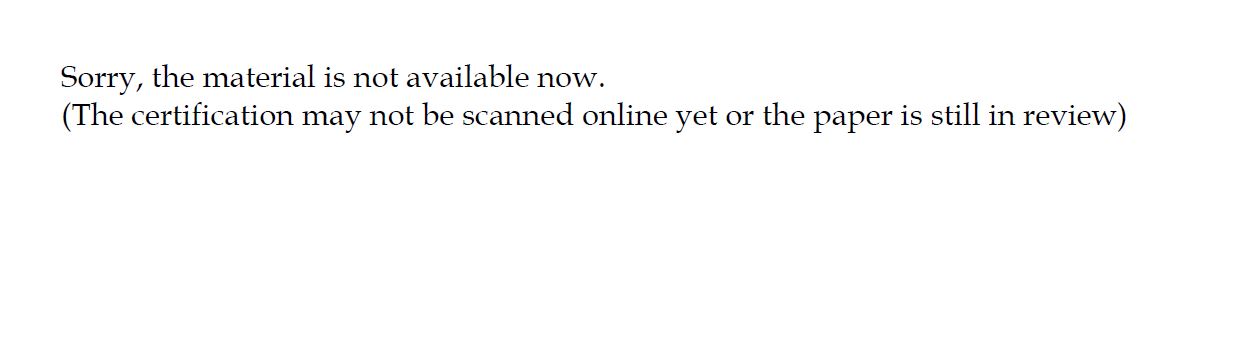 Sorry, the material is not available now.
(The certification may not be scanned online yet or the paper is still in review)